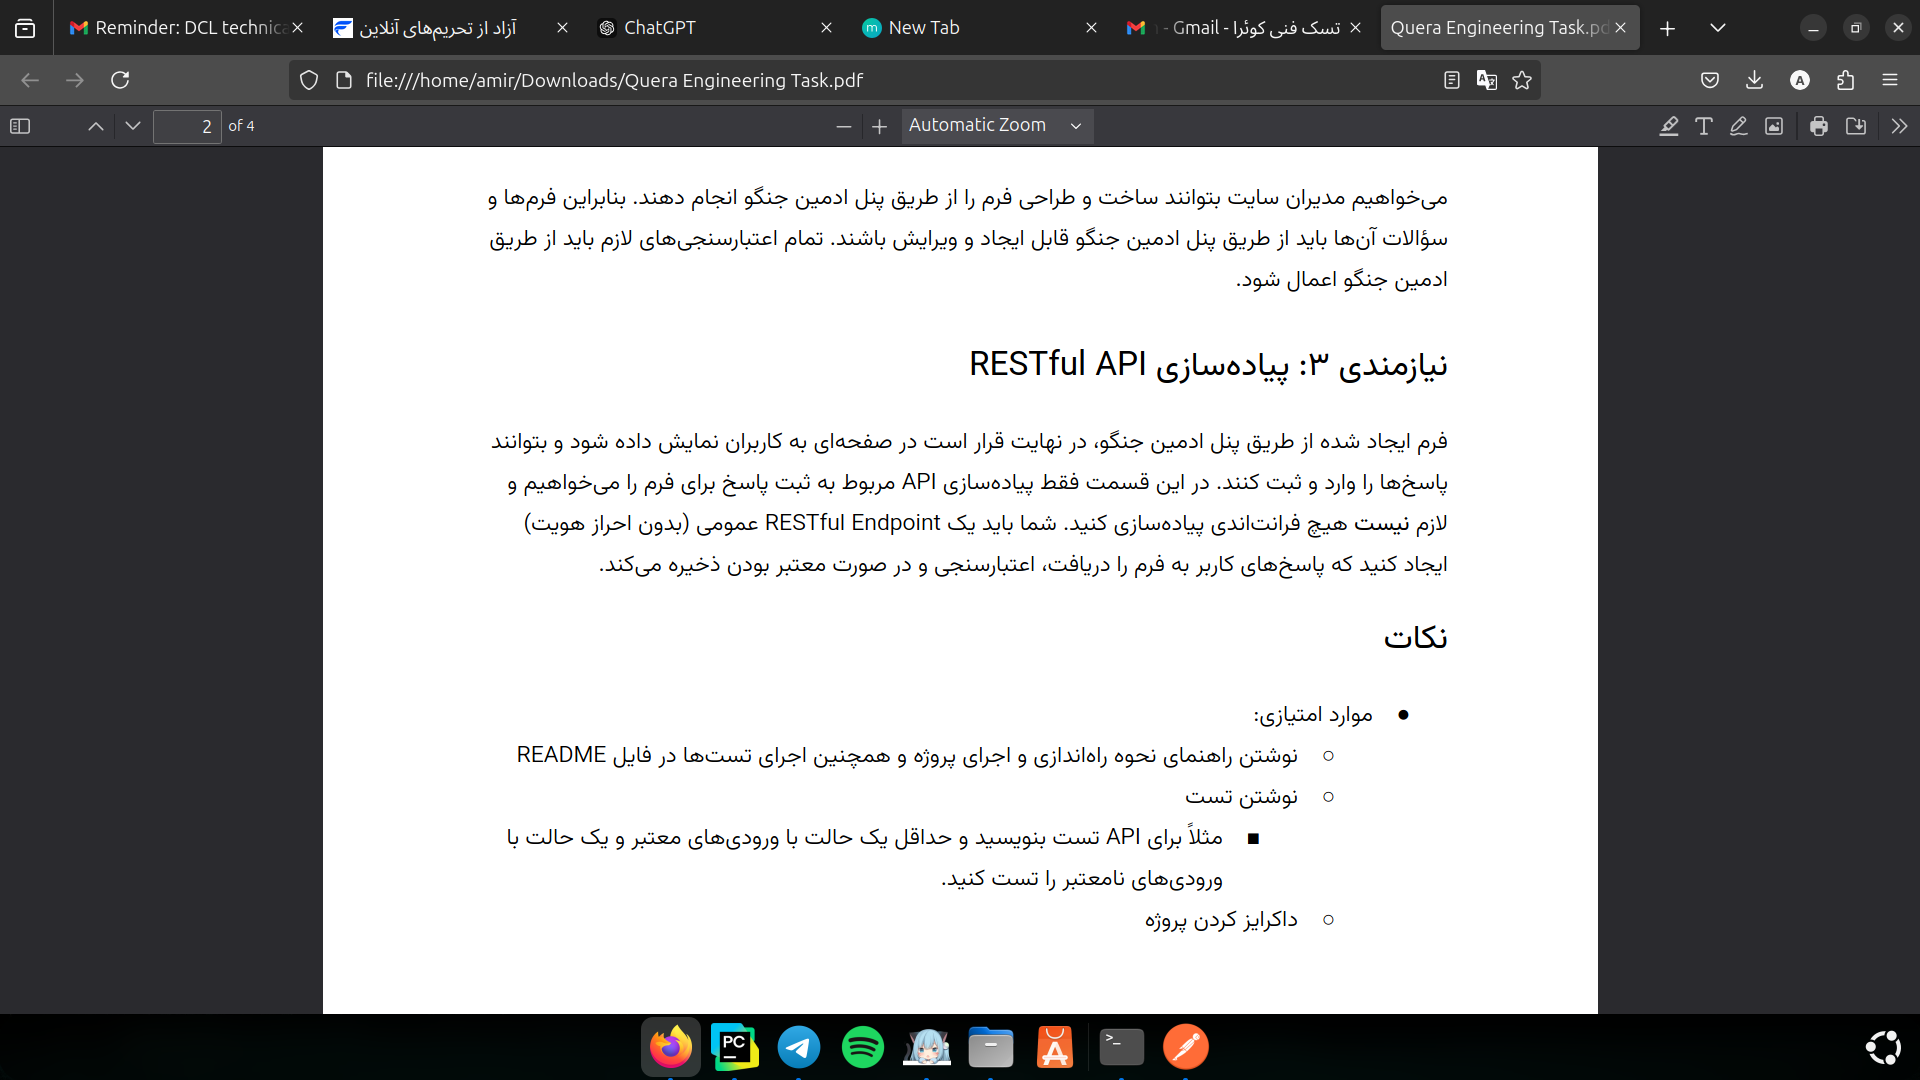 Reminder: DCL technica
آزاد از تحریم‌های آنلاین
ChatGPT
New Tab
تسک فنی کوئرا - Gmail -
Quera Engineering Task.pd
file:///home/amir/Downloads/Quera Engineering Task.pdf
2 of 4
Automatic Zoom
می‌خواهیم مدیران سایت بتوانند ساخت و طراحی فرم را از طریق پنل ادمین جنگو انجام دهند. بنابراین فرم‌ها و
سؤالات آن‌ها باید از طریق پنل ادمین جنگو قابل ایجاد و ویرایش باشند. تمام اعتبارسنجی‌های لازم باید از طریق
ادمین جنگو اعمال شود.
نیازمندی ۳: پیاده‌سازی RESTful API
فرم ایجاد شده از طریق پنل ادمین جنگو، در نهایت قرار است در صفحه‌ای به کاربران نمایش داده شود و بتوانند
پاسخ‌ها را وارد و ثبت کنند. در این قسمت فقط پیاده‌سازی API مربوط به ثبت پاسخ برای فرم را می‌خواهیم و
لازم نیست هیچ فرانت‌اندی پیاده‌سازی کنید. شما باید یک RESTful Endpoint عمومی (بدون احراز هویت)
ایجاد کنید که پاسخ‌های کاربر به فرم را دریافت، اعتبارسنجی و در صورت معتبر بودن ذخیره می‌کند.
نکات
● موارد امتیازی:
○ نوشتن راهنمای نحوه راه‌اندازی و اجرای پروژه و همچنین اجرای تست‌ها در فایل README
○ نوشتن تست
■ مثلاً برای API تست بنویسید و حداقل یک حالت با ورودی‌های معتبر و یک حالت با
ورودی‌های نامعتبر را تست کنید.
○ داکرایز کردن پروژه
PC